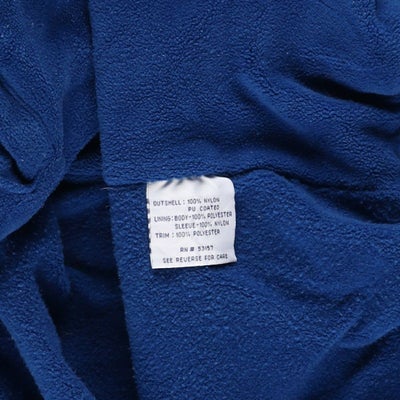 OUTSHELL: 100% NYLON
PU COATED
LINING: BODY-100% POLYESTER
SLEEVE-100% NYLON
TRIM: 100% POLYESTER
RN # 53157
SEE REVERSE FOR CARE